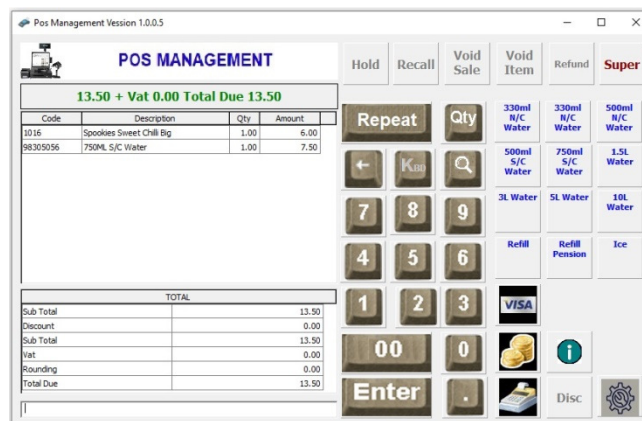 Pos Management Vession 1.0.0.5
POS MANAGEMENT
13.50 + Vat 0.00 Total Due 13.50
Code Description Qty Amount
1016 Spookies Sweet Chilli Big 1.00 6.00
98305056 750ML S/C Water 1.00 7.50
TOTAL
Sub Total 13.50
Discount 0.00
Sub Total 13.50
Vat 0.00
Rounding 0.00
Total Due 13.50
Hold Recall Void Sale Void Item Refund Super
Repeat Qty
← KBD
7 8 9
4 5 6
1 2 3
00 0
Enter .
330ml N/C Water
330ml N/C Water
500ml N/C Water
500ml S/C Water
750ml S/C Water
1.5L Water
3L Water
5L Water
10L Water
Refill
Refill Pension
Ice
VISA
i
Disc